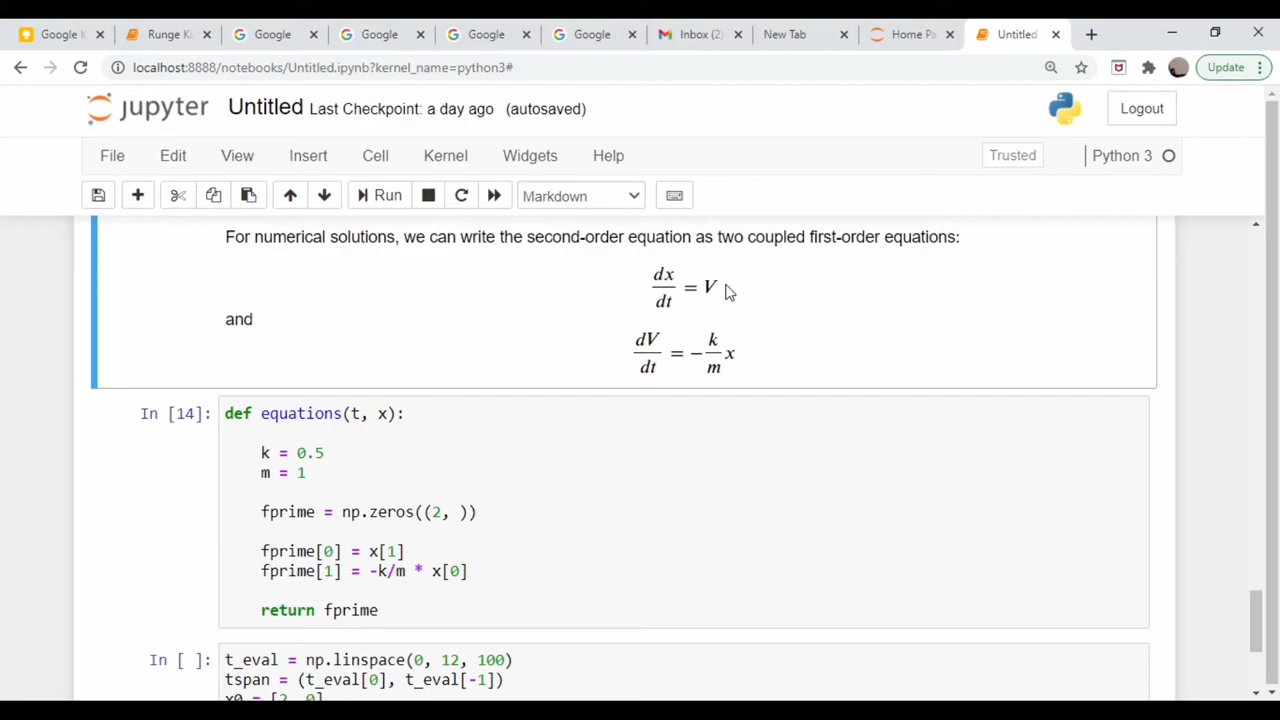 Google K
Runge K
Google
Google
Google
Google
Inbox (2)
New Tab
Home Pa
Untitled
localhost:8888/notebooks/Untitled.ipynb?kernel_name=python3#
Update
jupyter Untitled Last Checkpoint: a day ago (autosaved)
Logout
File Edit View Insert Cell Kernel Widgets Help
Trusted
Python 3
Run
Markdown
For numerical solutions, we can write the second-order equation as two coupled first-order equations:
dx/dt = V
and
dV/dt = -k/m x
In [14]: def equations(t, x):
k = 0.5
m = 1
fprime = np.zeros((2, ))
fprime[0] = x[1]
fprime[1] = -k/m * x[0]
return fprime
In [ ]: t_eval = np.linspace(0, 12, 100)
tspan = (t_eval[0], t_eval[-1])
x0 = [2, 0]